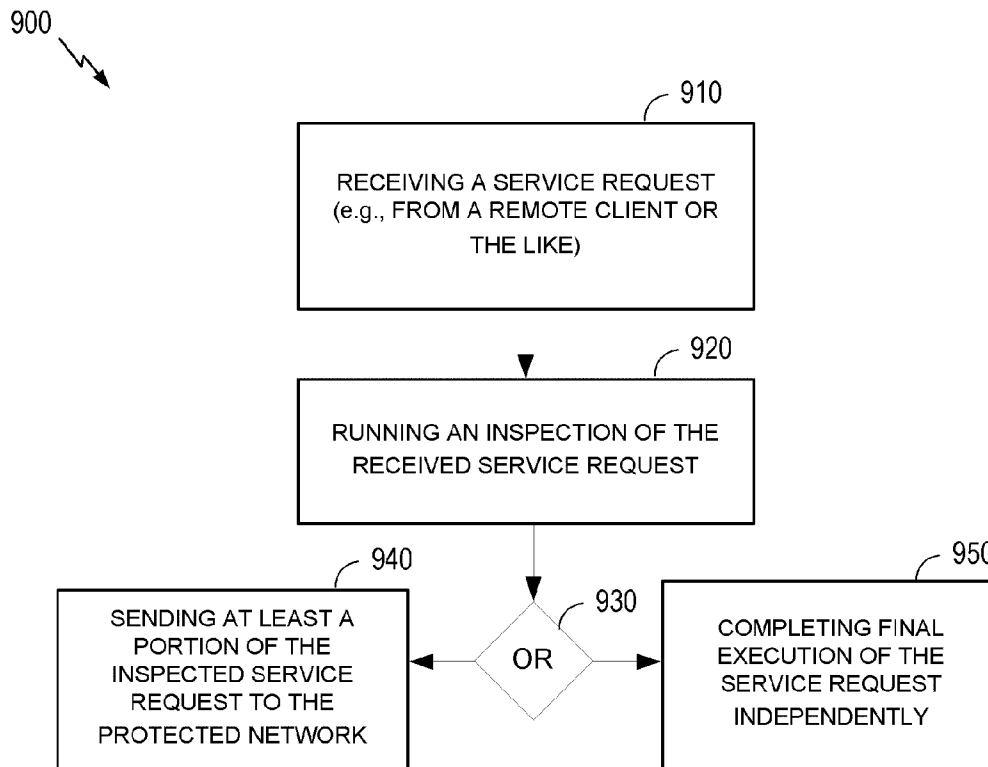 900
910
RECEIVING A SERVICE REQUEST
(e.g., FROM A REMOTE CLIENT OR
THE LIKE)
920
RUNNING AN INSPECTION OF THE
RECEIVED SERVICE REQUEST
940
930
950
SENDING AT LEAST A
PORTION OF THE
INSPECTED SERVICE
REQUEST TO THE
PROTECTED NETWORK
OR
COMPLETING FINAL
EXECUTION OF THE
SERVICE REQUEST
INDEPENDENTLY